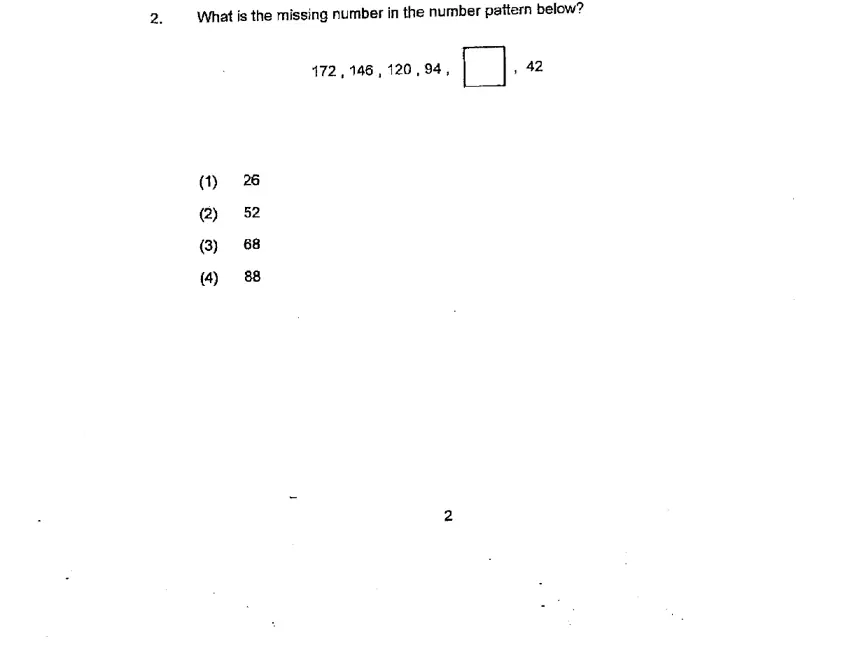 2. What is the missing number in the number pattern below?
172 , 146 , 120 , 94 , , 42
(1) 26
(2) 52
(3) 68
(4) 88
2